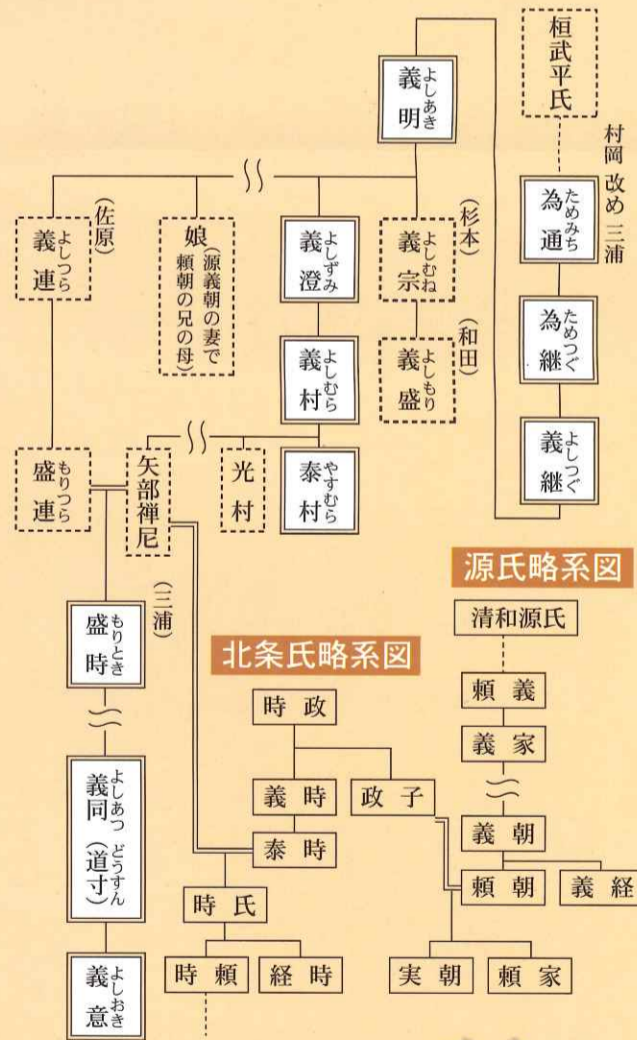 桓武平氏
村岡 改め 三浦
為通 ためみち
為継 ためつぐ
義継 よしつぐ
義明 よしあき
(杉本)
義宗 よしむね
(和田)
義盛 よしもり
義澄 よしずみ
義村 よしむら
泰村 やすむら
光村
矢部禅尼
娘
(源義朝の妻で
頼朝の兄の母)
(佐原)
義連 よしつら
盛連 もりつら
(三浦)
盛時 もりとき
義同(道寸) よしあつ どうすん
義意 よしおき
源氏略系図
清和源氏
頼義
義家
義朝
頼朝
義経
実朝
頼家
北条氏略系図
時政
義時
政子
泰時
時氏
時頼
経時